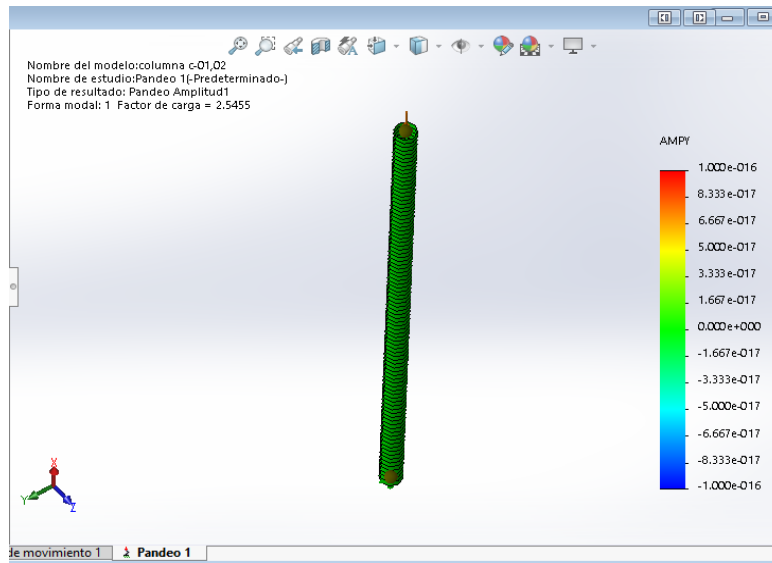 Nombre del modelo:columna c-01,02
Nombre de estudio:Pandeo 1(-Predeterminado-)
Tipo de resultado: Pandeo Amplitud1
Forma modal: 1 Factor de carga = 2.5455
AMPY
1.000e-016
8.333e-017
6.667e-017
5.000e-017
3.333e-017
1.667e-017
0.000e+000
-1.667e-017
-3.333e-017
-5.000e-017
-6.667e-017
-8.333e-017
-1.000e-016
X
Y
Z
de movimiento 1
Pandeo 1